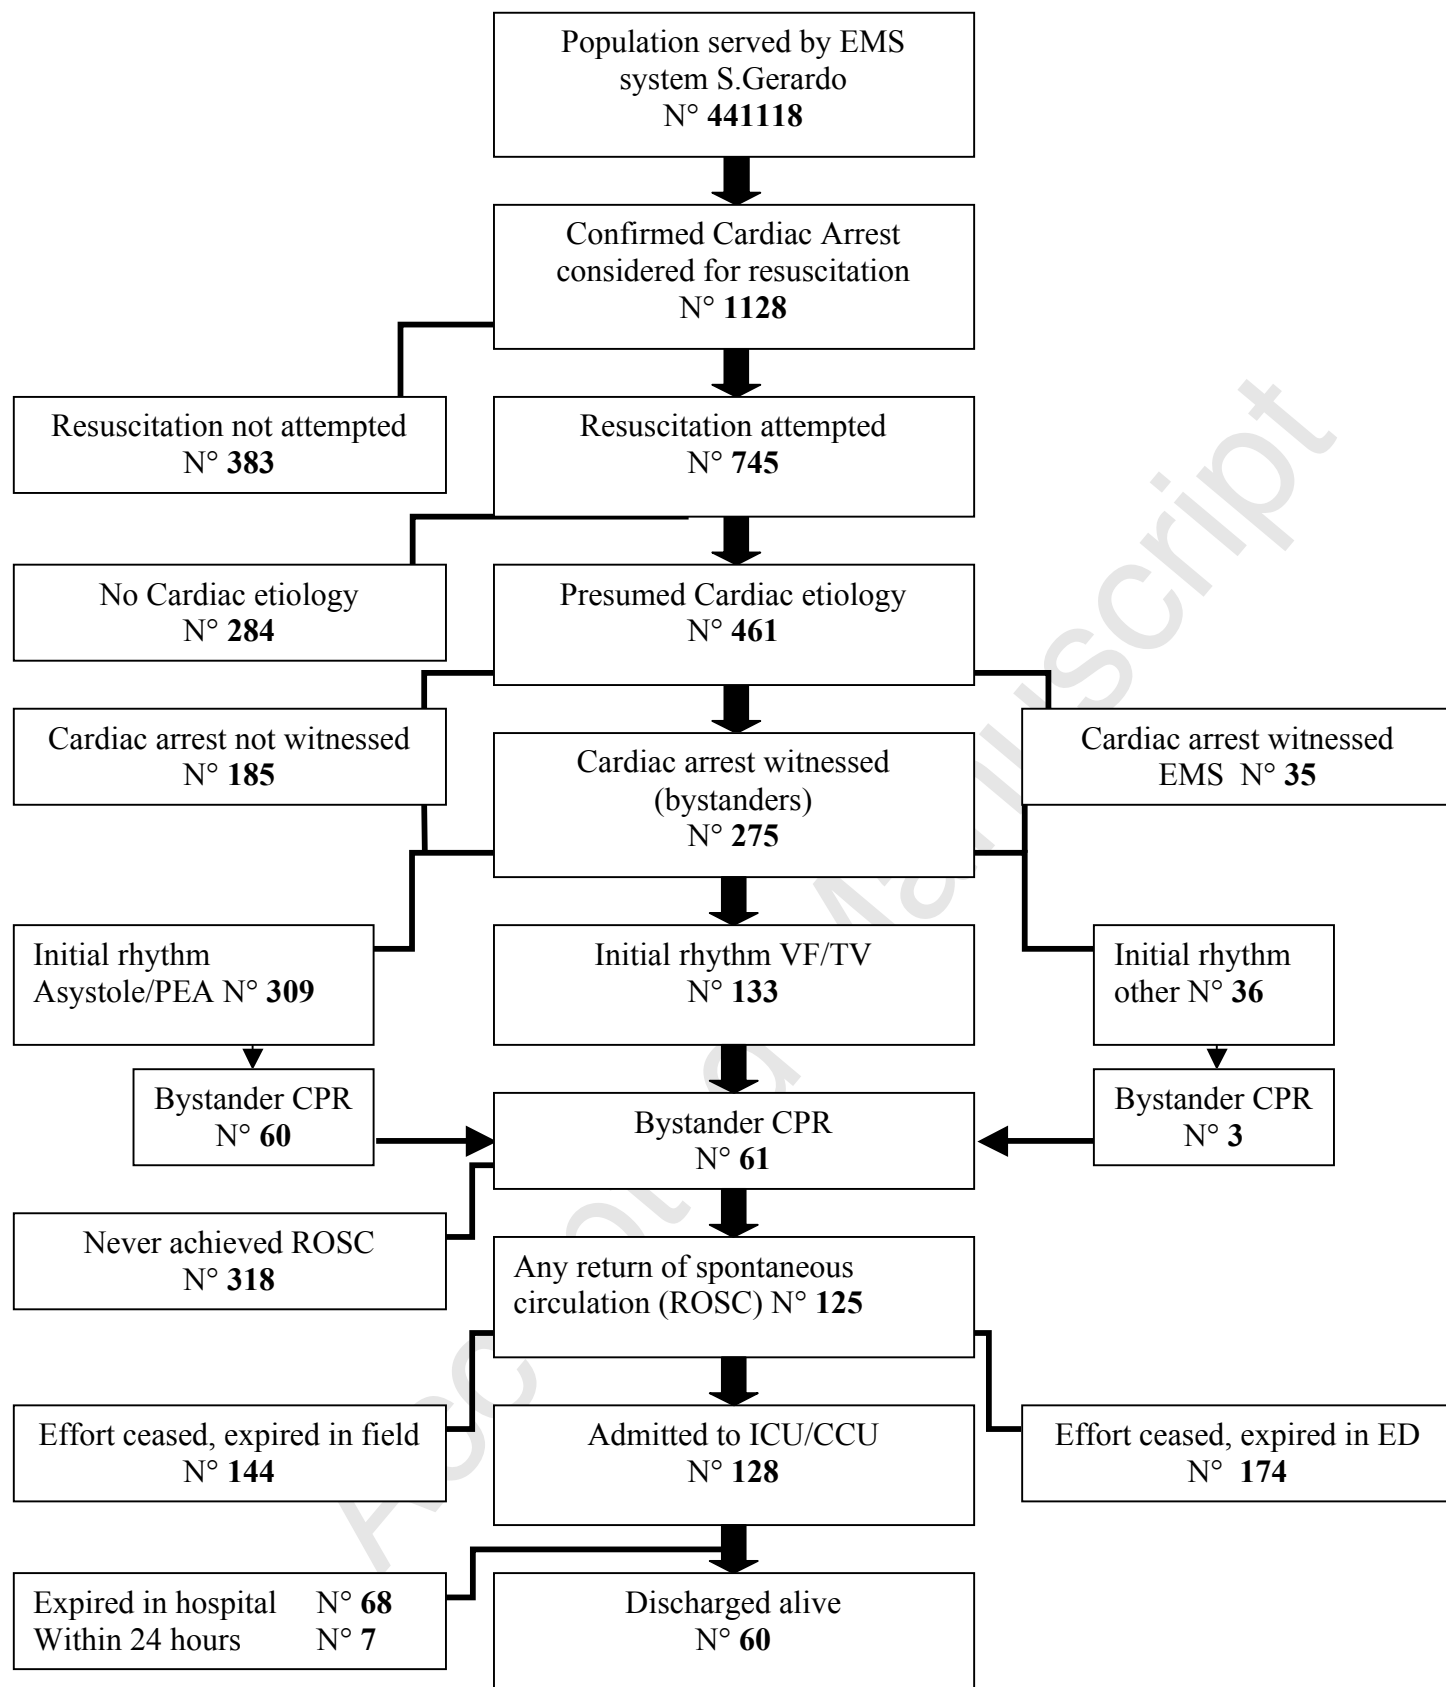 Population served by EMS
system S.Gerardo
N° 441118
Confirmed Cardiac Arrest
considered for resuscitation
N° 1128
Resuscitation not attempted
N° 383
Resuscitation attempted
N° 745
No Cardiac etiology
N° 284
Presumed Cardiac etiology
N° 461
Cardiac arrest not witnessed
N° 185
Cardiac arrest witnessed
(bystanders)
N° 275
Cardiac arrest witnessed
EMS N° 35
Initial rhythm
Asystole/PEA N° 309
Initial rhythm VF/TV
N° 133
Initial rhythm
other N° 36
Bystander CPR
N° 60
Bystander CPR
N° 61
Bystander CPR
N° 3
Never achieved ROSC
N° 318
Any return of spontaneous
circulation (ROSC) N° 125
Effort ceased, expired in field
N° 144
Admitted to ICU/CCU
N° 128
Effort ceased, expired in ED
N° 174
Expired in hospital N° 68
Within 24 hours N° 7
Discharged alive
N° 60
Accepted Manuscript